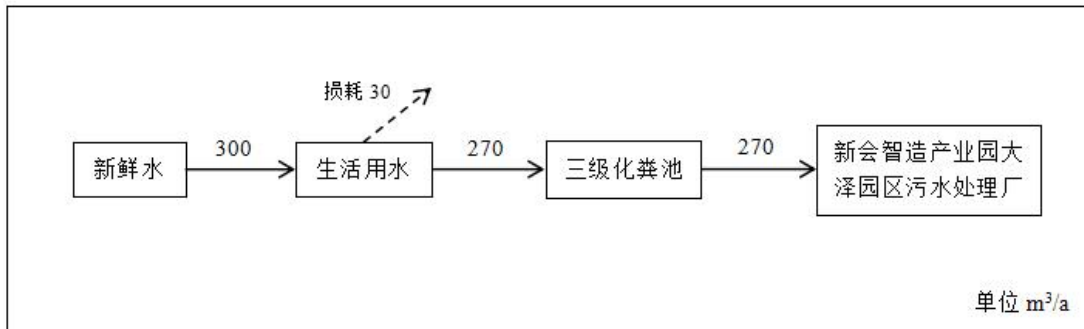 损耗 30
300
270
270
新鲜水
生活用水
三级化粪池
新会智造产业园大
泽园区污水处理厂
单位 m³/a